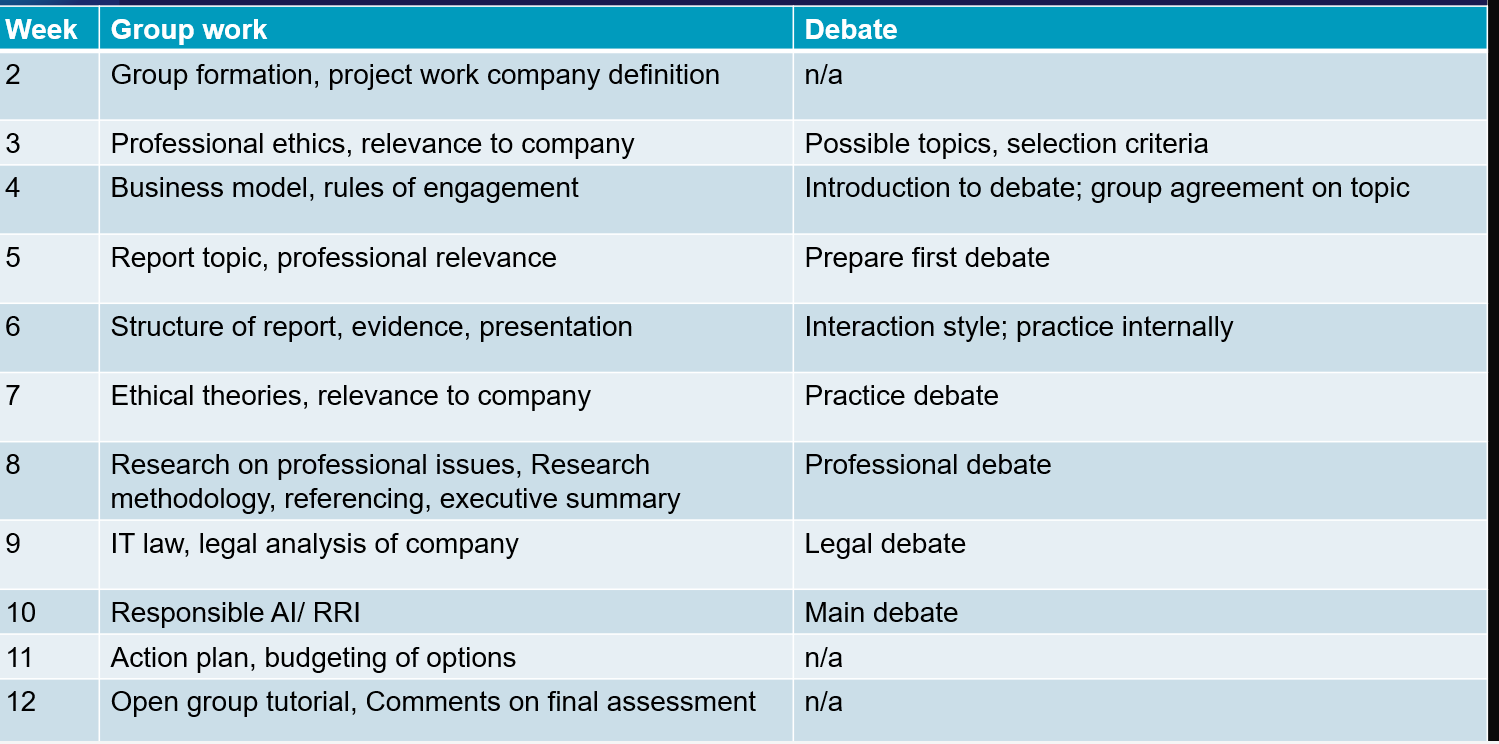 Week Group work Debate
2 Group formation, project work company definition n/a
3 Professional ethics, relevance to company Possible topics, selection criteria
4 Business model, rules of engagement Introduction to debate; group agreement on topic
5 Report topic, professional relevance Prepare first debate
6 Structure of report, evidence, presentation Interaction style; practice internally
7 Ethical theories, relevance to company Practice debate
8 Research on professional issues, Research Professional debate
methodology, referencing, executive summary
9 IT law, legal analysis of company Legal debate
10 Responsible AI/ RRI Main debate
11 Action plan, budgeting of options n/a
12 Open group tutorial, Comments on final assessment n/a